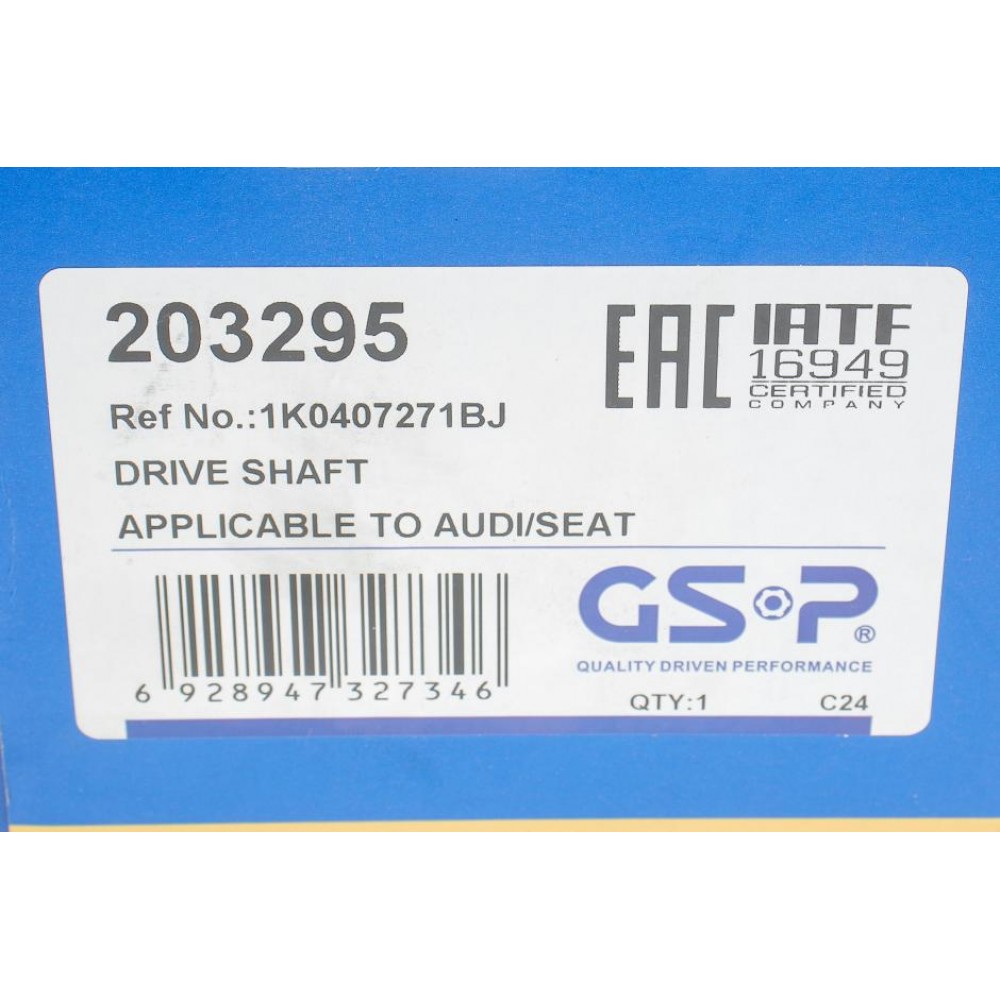 203295
EAC
IATF
16949
CERTIFIED
COMPANY
Ref No.:1K0407271BJ
DRIVE SHAFT
APPLICABLE TO AUDI/SEAT
GSP®
QUALITY DRIVEN PERFORMANCE
6 928947 327346
QTY:1 C24